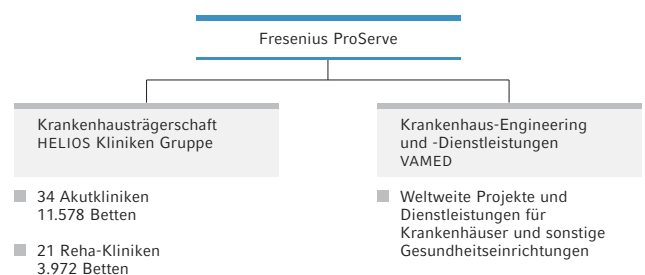 Fresenius ProServe
Krankenhausträgerschaft
HELIOS Kliniken Gruppe
34 Akutkliniken
11.578 Betten
21 Reha-Kliniken
3.972 Betten
Krankenhaus-Engineering
und -Dienstleistungen
VAMED
Weltweite Projekte und
Dienstleistungen für
Krankenhäuser und sonstige
Gesundheitseinrichtungen